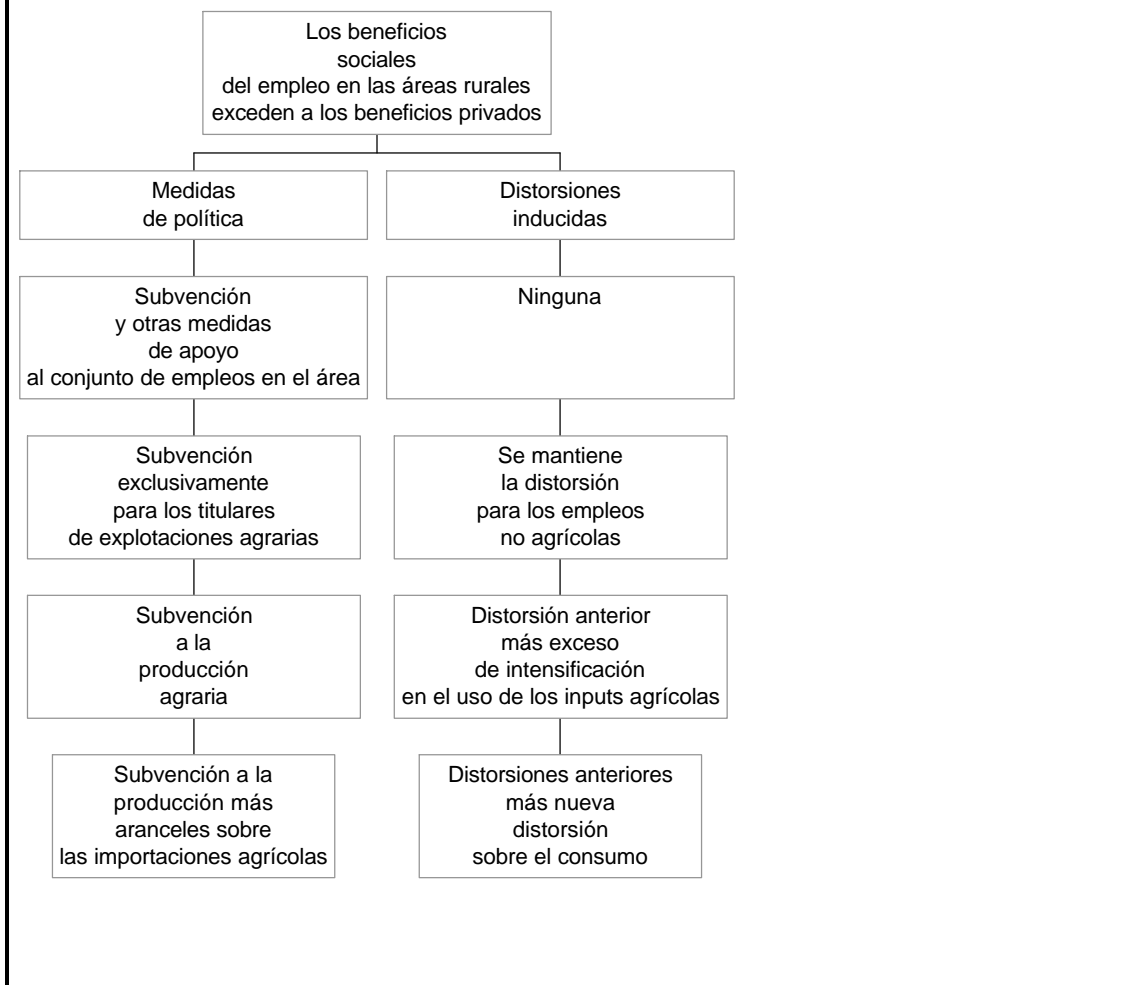 Los beneficios
sociales
del empleo en las áreas rurales
exceden a los beneficios privados
Medidas
de política
Distorsiones
inducidas
Subvención
y otras medidas
de apoyo
al conjunto de empleos en el área
Ninguna
Subvención
exclusivamente
para los titulares
de explotaciones agrarias
Se mantiene
la distorsión
para los empleos
no agrícolas
Subvención
a la
producción
agraria
Distorsión anterior
más exceso
de intensificación
en el uso de los inputs agrícolas
Subvención a la
producción más
aranceles sobre
las importaciones agrícolas
Distorsiones anteriores
más nueva
distorsión
sobre el consumo